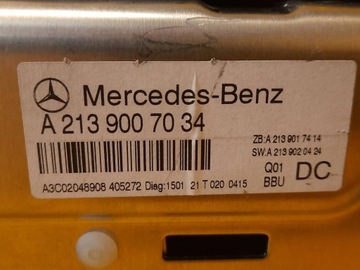 Mercedes-Benz
A 213 900 70 34
ZB:A 213 901 74 14
SW:A 213 902 04 24
Q01 DC
A3C02048908 405272 Diag:1501 21 T 020 0415 BBU